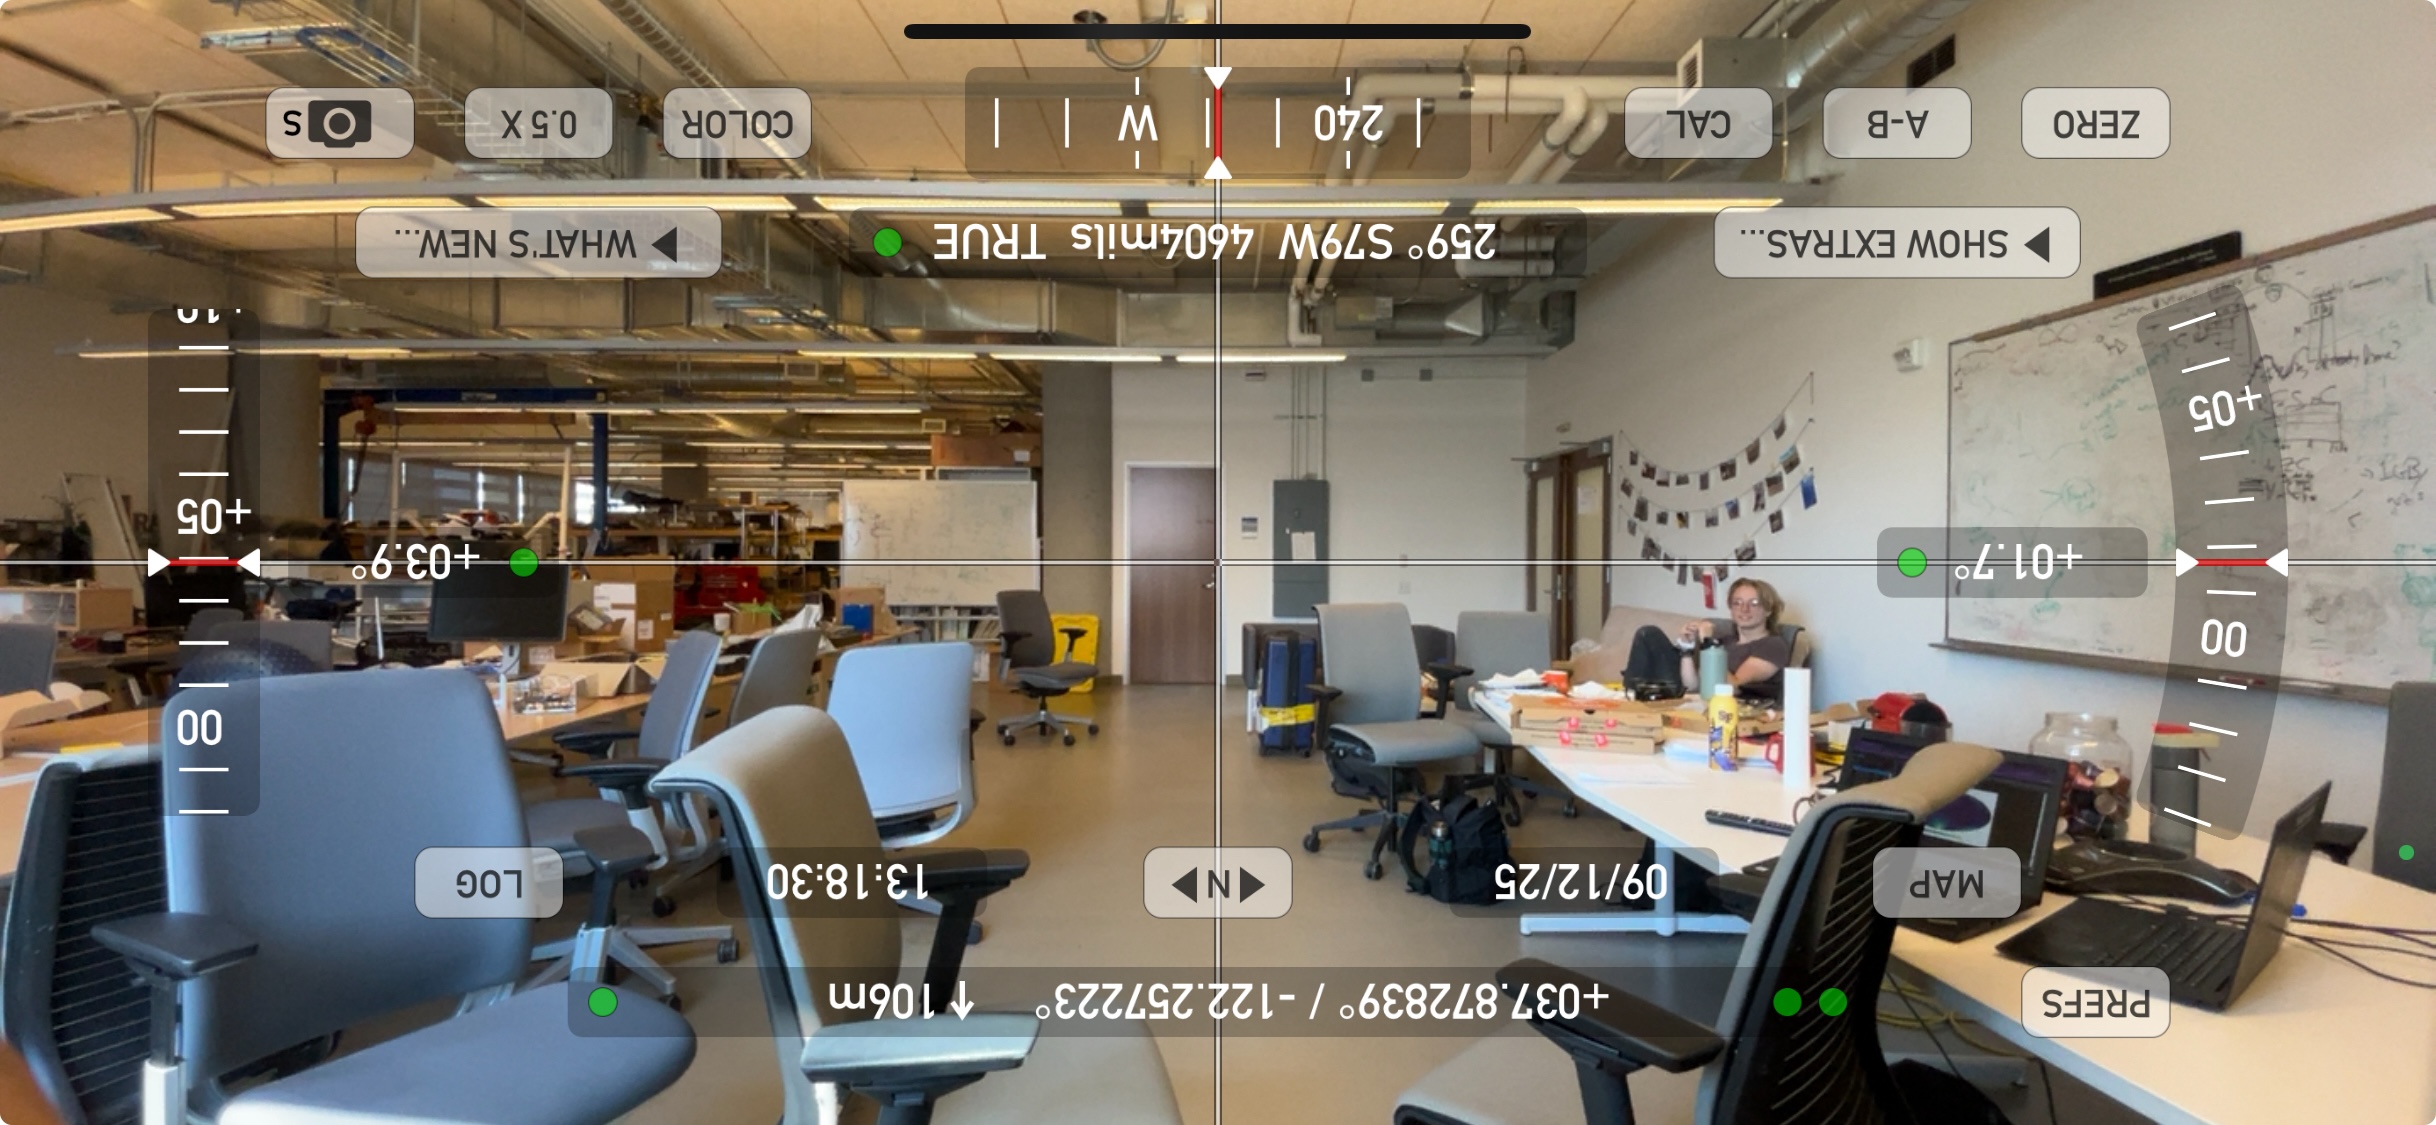 PREFS
+037.872839° / -122.257223° ↑106m
MAP
09/12/25
N
13:18:30
LOG
00
+05
+01.7°
+03.9°
00
+05
SHOW EXTRAS...
259° S79W 4604mils TRUE
WHAT'S NEW...
ZERO
A-B
CAL
240 W
COLOR
0.5 X
S